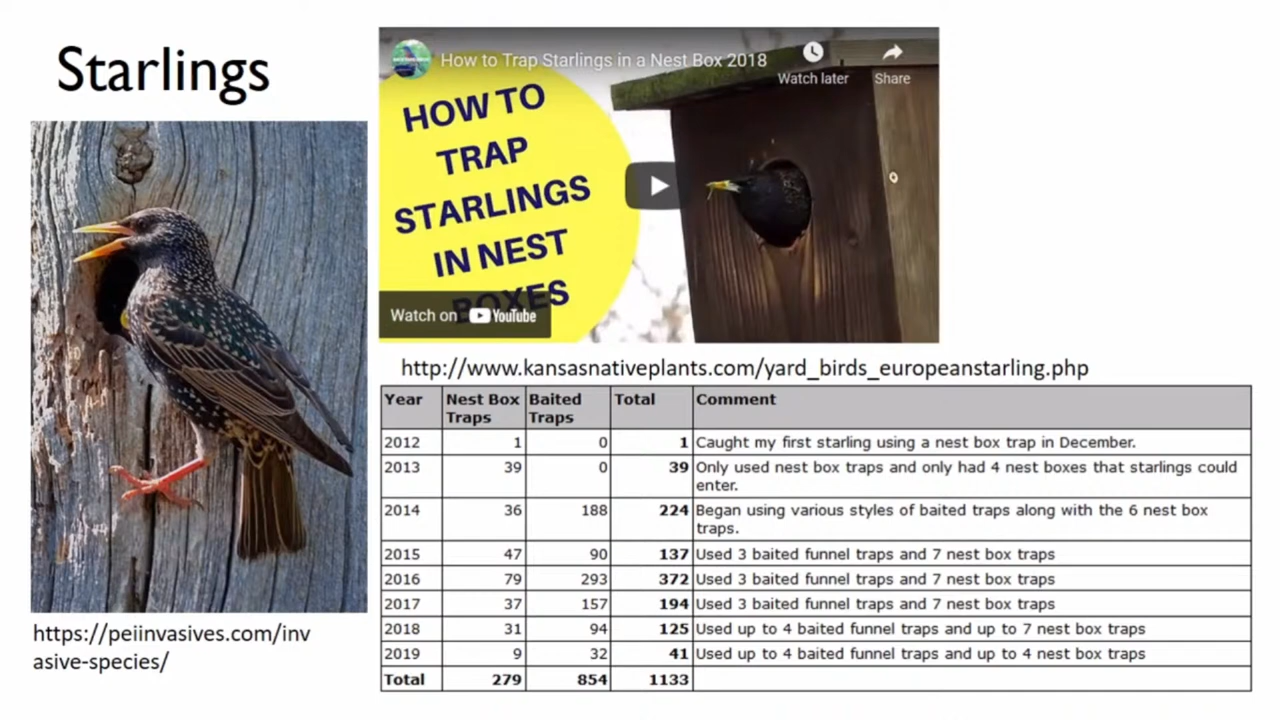 Starlings
How to Trap Starlings in a Nest Box 2018
Watch later
Share
HOW TO
TRAP
STARLINGS
IN NEST
BOXES
Watch on YouTube
http://www.kansasnativeplants.com/yard_birds_europeanstarling.php
Year Nest Box Traps Baited Traps Total Comment
2012 1 0 1 Caught my first starling using a nest box trap in December.
2013 39 0 39 Only used nest box traps and only had 4 nest boxes that starlings could
enter.
2014 36 188 224 Began using various styles of baited traps along with the 6 nest box
traps.
2015 47 90 137 Used 3 baited funnel traps and 7 nest box traps
2016 79 293 372 Used 3 baited funnel traps and 7 nest box traps
2017 37 157 194 Used 3 baited funnel traps and 7 nest box traps
2018 31 94 125 Used up to 4 baited funnel traps and up to 7 nest box traps
2019 9 32 41 Used up to 4 baited funnel traps and up to 4 nest box traps
Total 279 854 1133
https://peiinvasives.com/inv
asive-species/